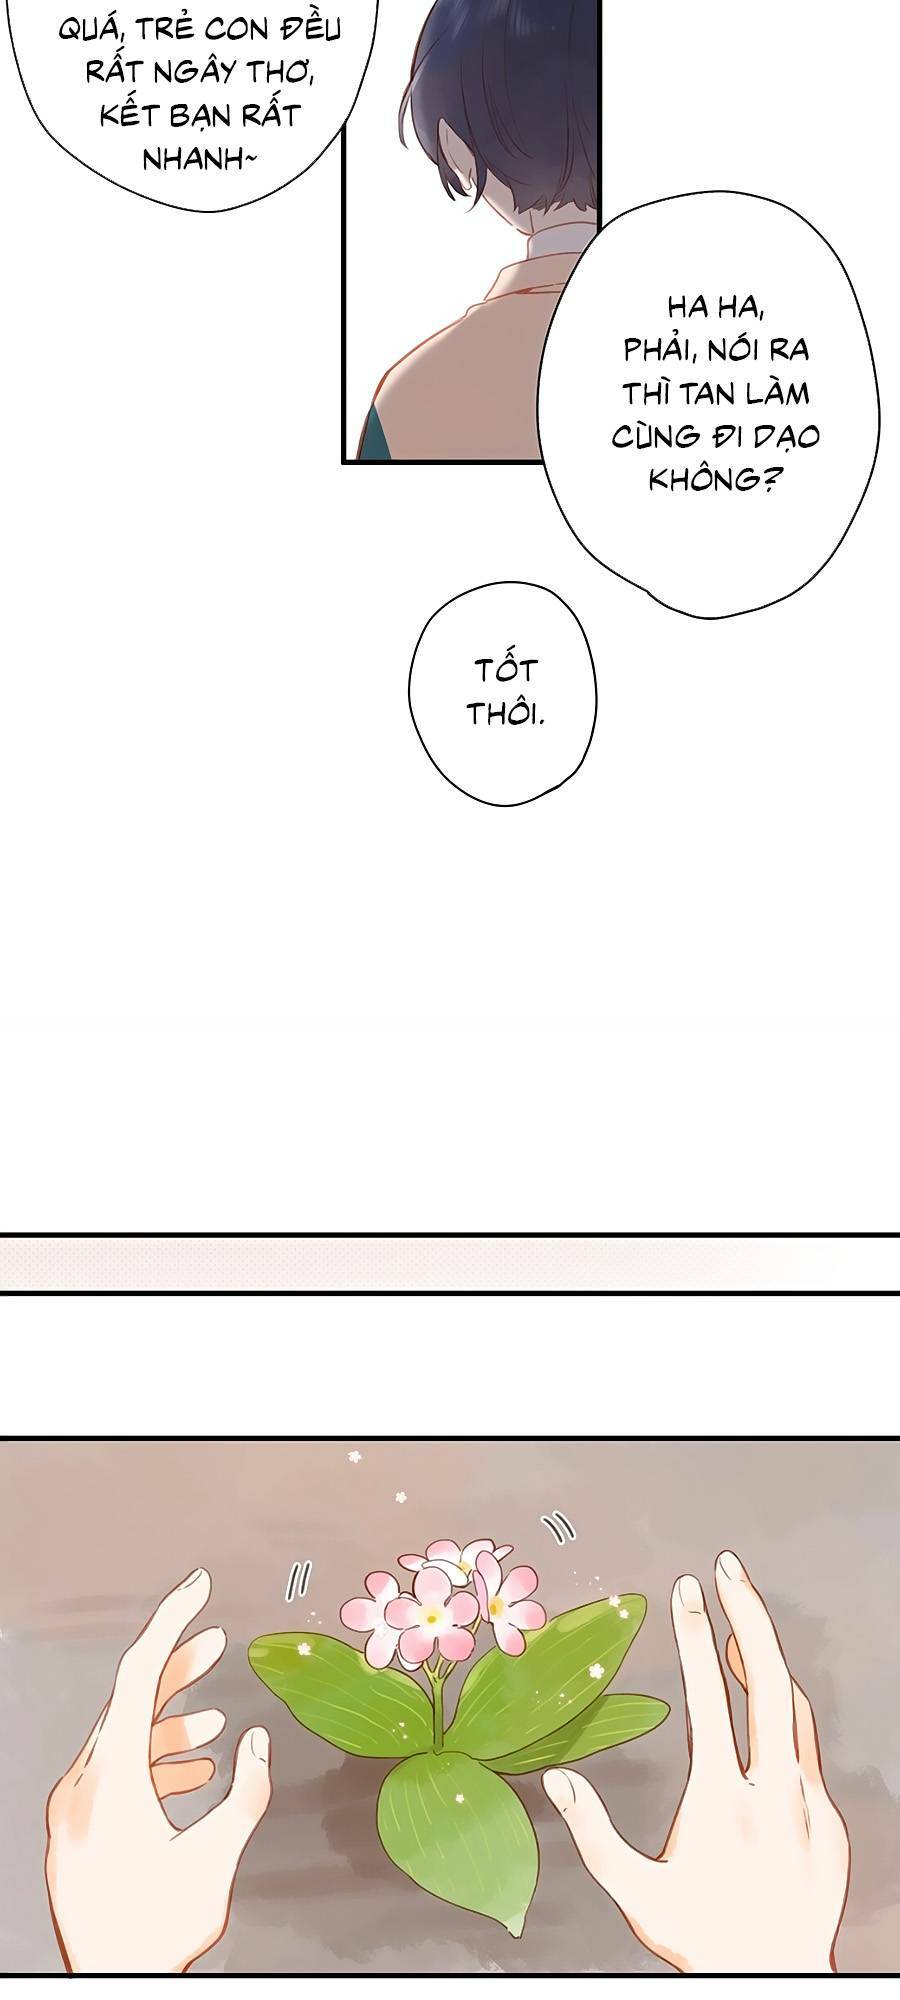 QUÁ, TRẺ CON ĐỀU
RẤT NGÂY THƠ,
KẾT BẠN RẤT
NHANH~
HA HA,
PHẢI, NÓI RA
THÌ TAN LÀM
CÙNG ĐI DẠO
KHÔNG?
TỐT
THÔI.